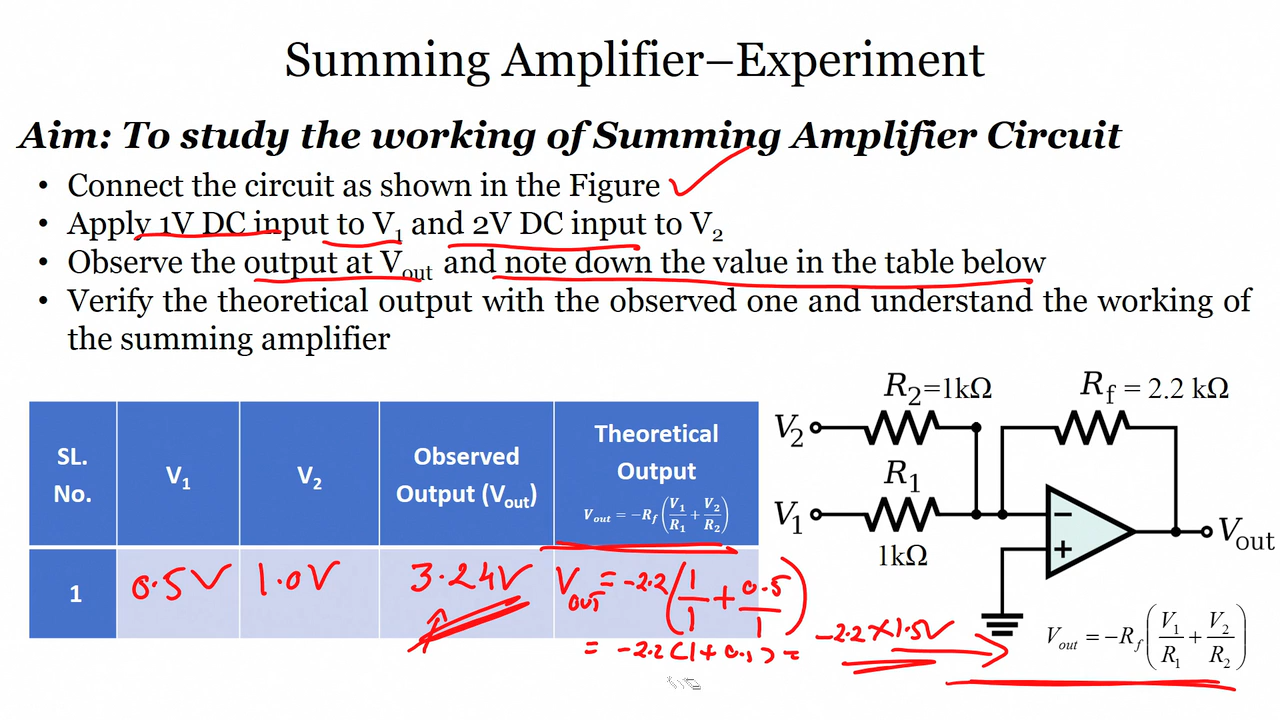 Summing Amplifier–Experiment
Aim: To study the working of Summing Amplifier Circuit
• Connect the circuit as shown in the Figure
• Apply 1V DC input to V₁ and 2V DC input to V₂
• Observe the output at Vout and note down the value in the table below
• Verify the theoretical output with the observed one and understand the working of
the summing amplifier
SL. No.
V₁
V₂
Observed
Output (Vout)
Theoretical
Output
Vout = −Rf(V₁/R₁ + V₂/R₂)
1
0.5V
1.0V
3.24V
VOUT = -2.2(1/1 + 0.5/1)
= -2.2(1+0.5) =
-2.2×1.5V
R₂=1kΩ
Rf = 2.2 kΩ
V₂
R₁
V₁
1kΩ
−
+
Vout
Vout = −Rf(V₁/R₁ + V₂/R₂)